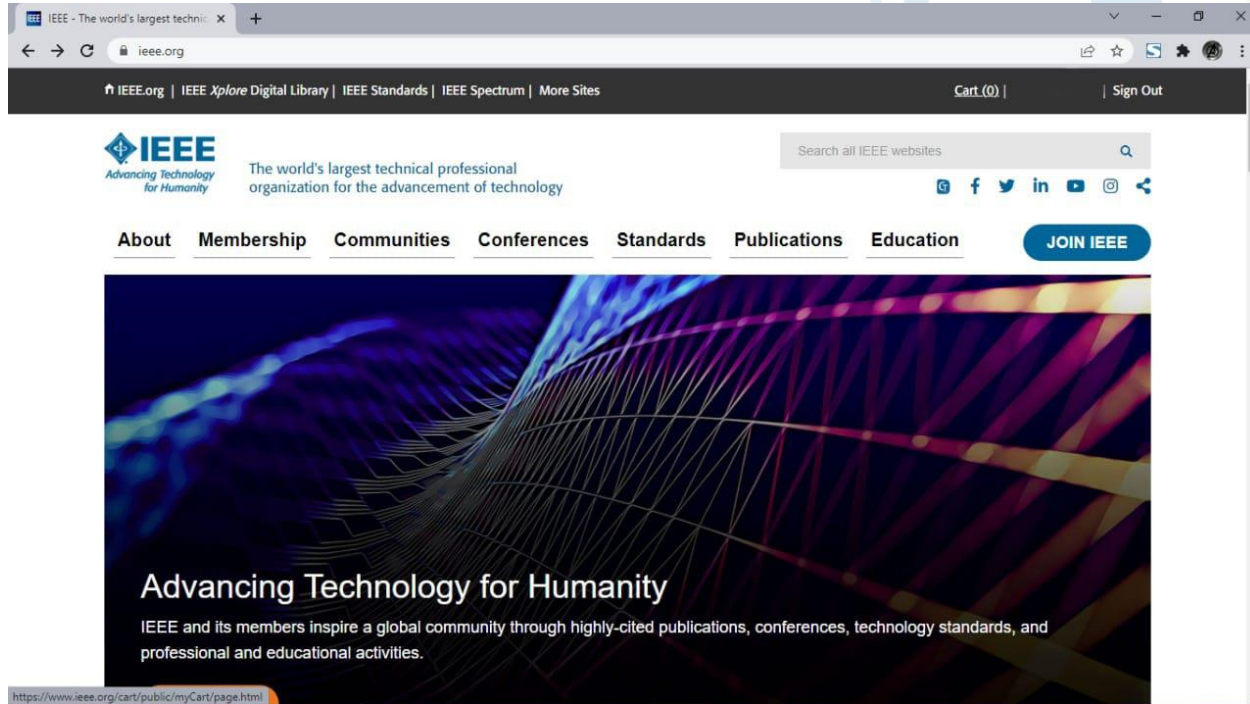 IEEE - The world's largest technic
ieee.org
IEEE.org | IEEE Xplore Digital Library | IEEE Standards | IEEE Spectrum | More Sites
Cart (0) | | Sign Out
IEEE
Advancing Technology
for Humanity
The world's largest technical professional
organization for the advancement of technology
Search all IEEE websites
About Membership Communities Conferences Standards Publications Education JOIN IEEE
Advancing Technology for Humanity
IEEE and its members inspire a global community through highly-cited publications, conferences, technology standards, and
professional and educational activities.
https://www.ieee.org/cart/public/myCart/page.html